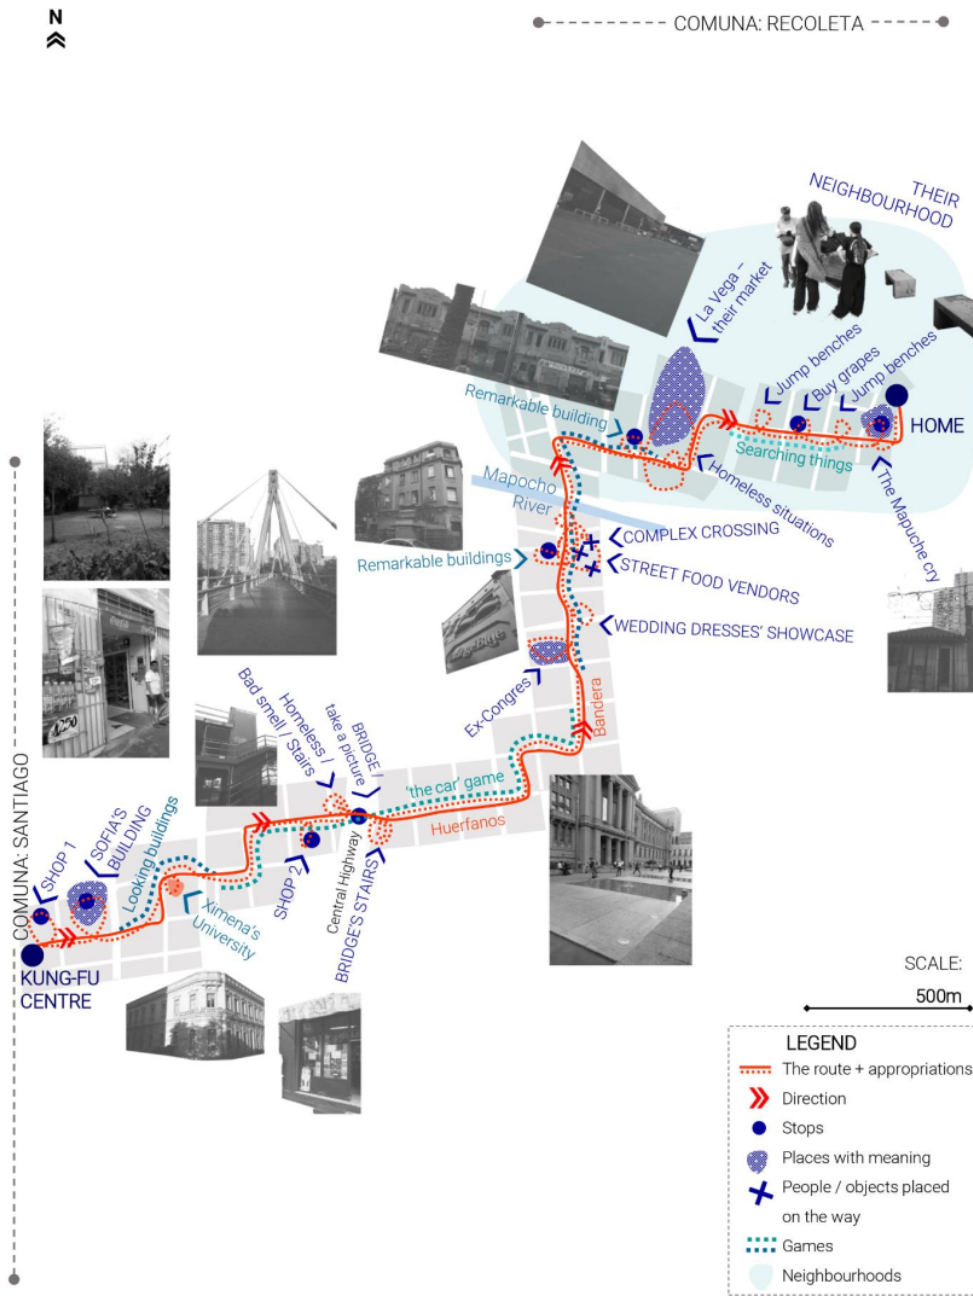 N
COMUNA: RECOLETA
THEIR
NEIGHBOURHOOD
La Vega –
their market
Jump benches
Buy grapes
Jump benches
Remarkable building
HOME
Searching things
Mapocho
River
Homeless situations
The Mapuche cry
COMPLEX CROSSING
Remarkable buildings
STREET FOOD VENDORS
WEDDING DRESSES' SHOWCASE
Ex-Congres
Bandera
COMUNA: SANTIAGO
Homeless /
Bad smell / Stairs
BRIDGE /
take a picture
'the car' game
Huerfanos
SHOP 1
SOFIA'S
BUILDING
Looking buildings
Ximena's
University
SHOP 2
Central Highway
BRIDGE'S STAIRS
KUNG-FU
CENTRE
SCALE:
500m
LEGEND
The route + appropriations
Direction
Stops
Places with meaning
People / objects placed
on the way
Games
Neighbourhoods